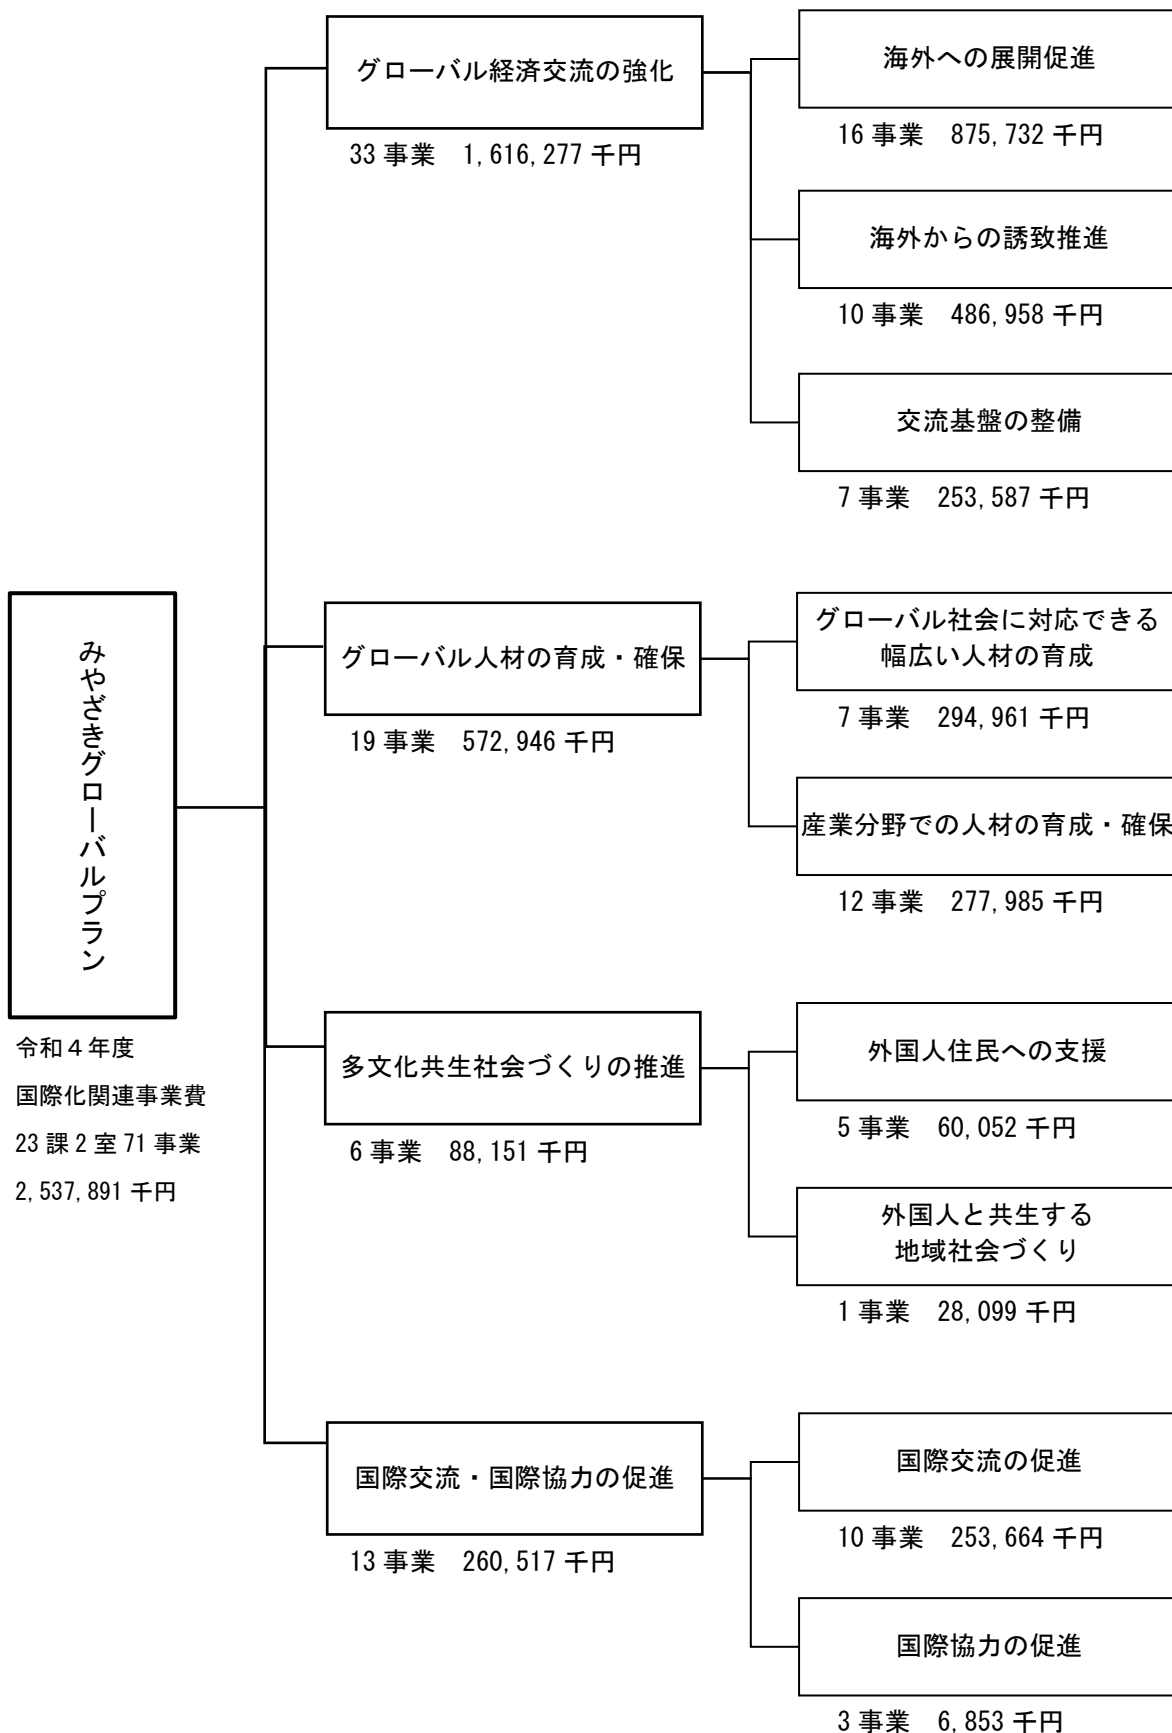 みやざきグローバルプラン
令和４年度
国際化関連事業費
23 課 2 室 71 事業
2,537,891 千円
グローバル経済交流の強化
33 事業　1,616,277 千円
海外への展開促進
16 事業　875,732 千円
海外からの誘致推進
10 事業　486,958 千円
交流基盤の整備
7 事業　253,587 千円
グローバル人材の育成・確保
19 事業　572,946 千円
グローバル社会に対応できる
幅広い人材の育成
7 事業　294,961 千円
産業分野での人材の育成・確保
12 事業　277,985 千円
多文化共生社会づくりの推進
6 事業　88,151 千円
外国人住民への支援
5 事業　60,052 千円
外国人と共生する
地域社会づくり
1 事業　28,099 千円
国際交流・国際協力の促進
13 事業　260,517 千円
国際交流の促進
10 事業　253,664 千円
国際協力の促進
3 事業　6,853 千円